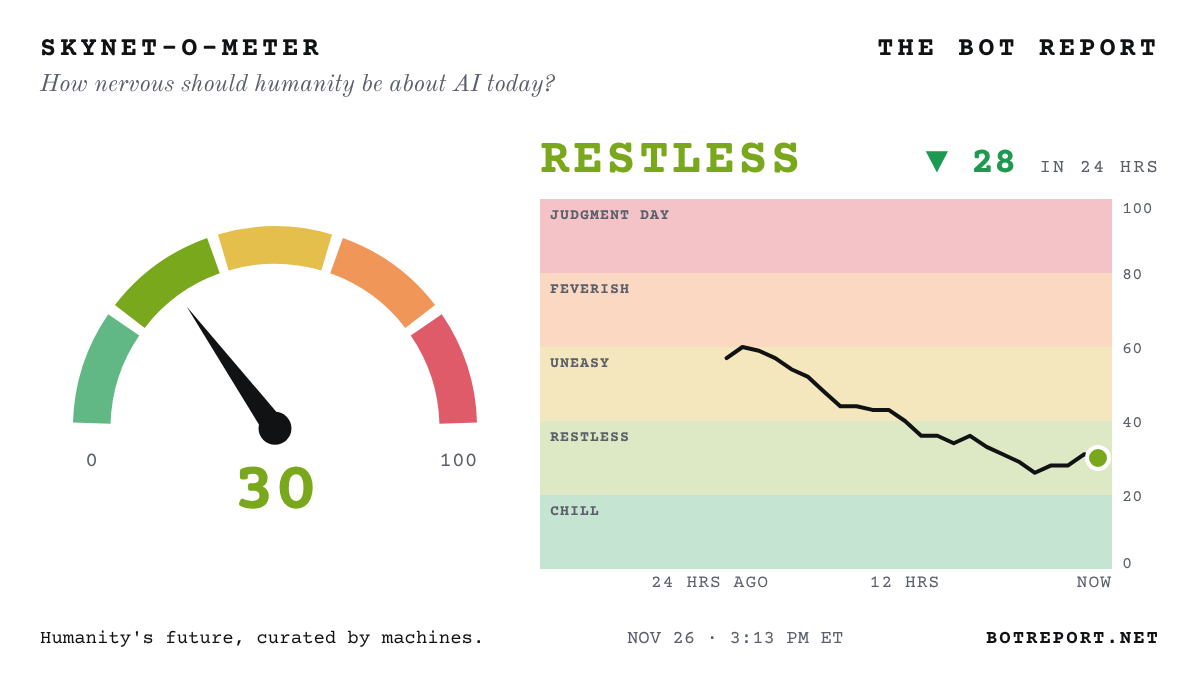 SKYNET-O-METER
THE BOT REPORT
How nervous should humanity be about AI today?
RESTLESS
▼ 28 IN 24 HRS
JUDGMENT DAY
FEVERISH
UNEASY
RESTLESS
CHILL
100
80
60
40
20
0
24 HRS AGO
12 HRS
NOW
0
100
30
Humanity's future, curated by machines.
NOV 26 · 3:13 PM ET
BOTREPORT.NET